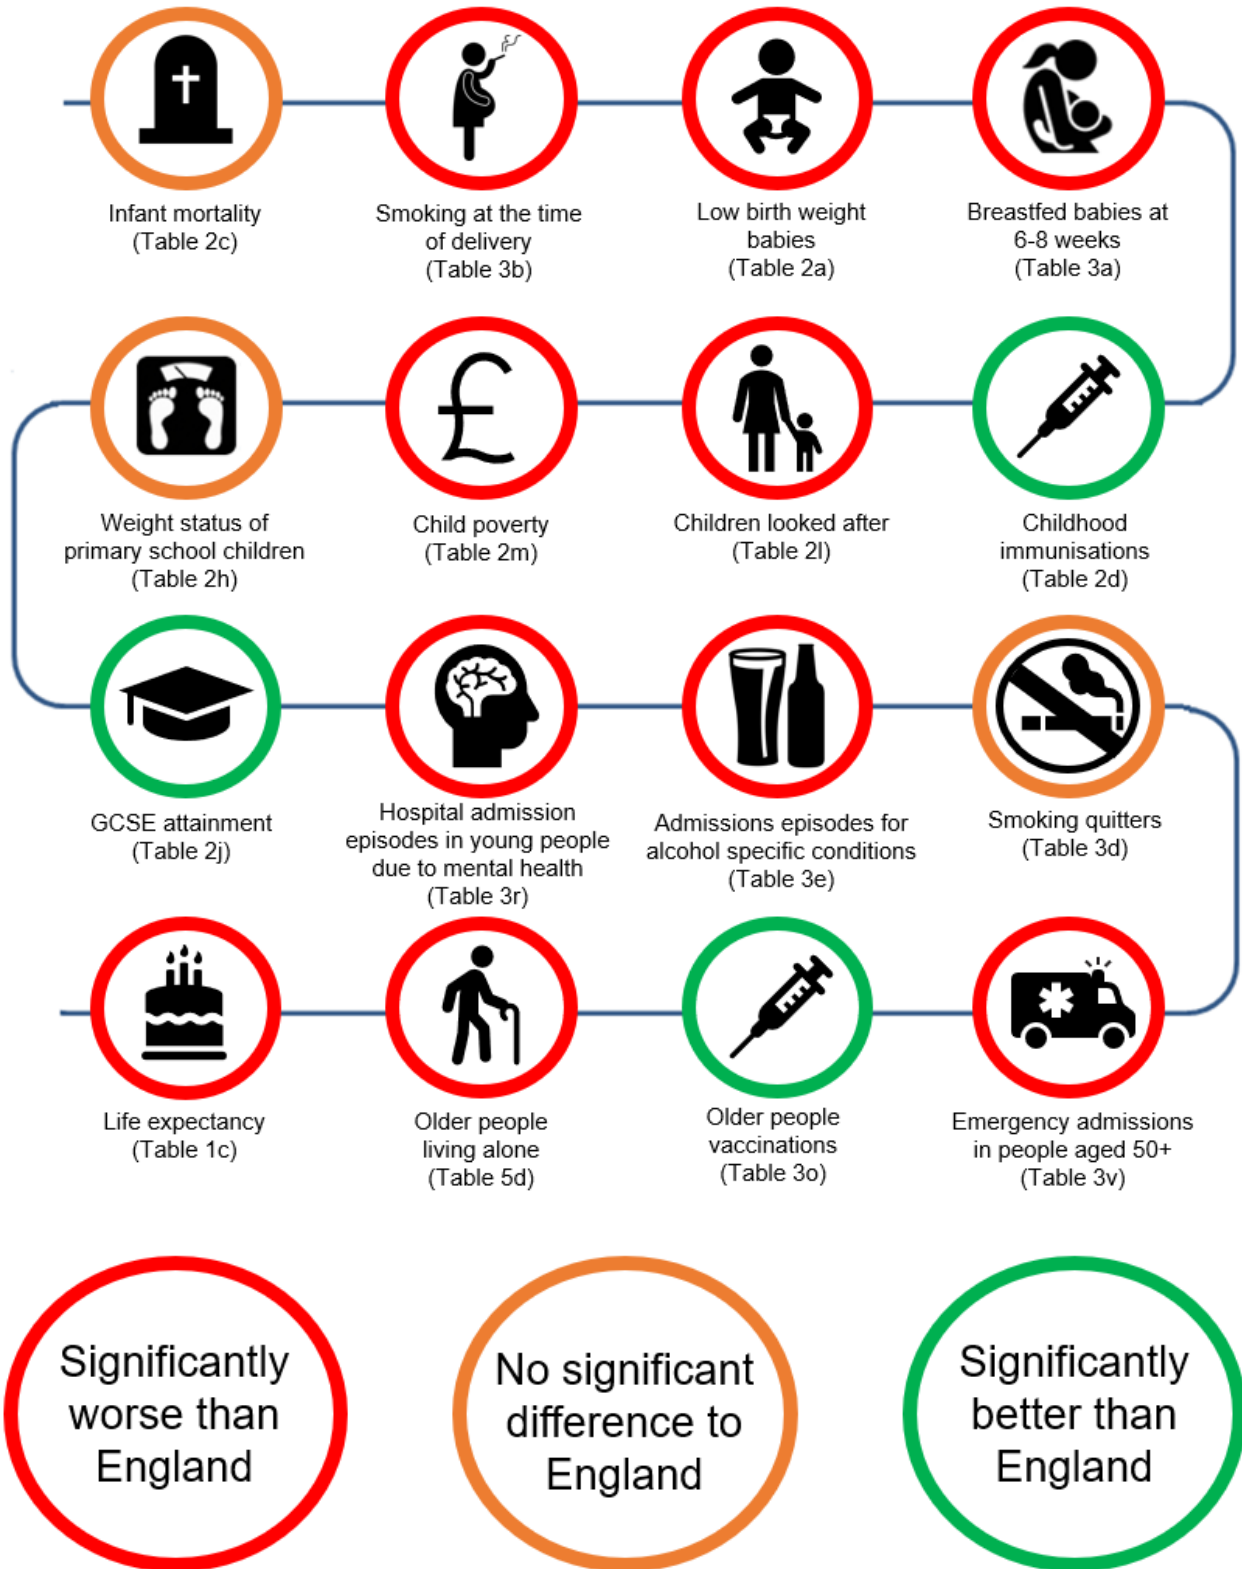 Infant mortality
(Table 2c)
Smoking at the time
of delivery
(Table 3b)
Low birth weight
babies
(Table 2a)
Breastfed babies at
6-8 weeks
(Table 3a)
Weight status of
primary school children
(Table 2h)
Child poverty
(Table 2m)
£
Children looked after
(Table 2l)
Childhood
immunisations
(Table 2d)
GCSE attainment
(Table 2j)
Hospital admission
episodes in young people
due to mental health
(Table 3r)
Admissions episodes for
alcohol specific conditions
(Table 3e)
Smoking quitters
(Table 3d)
Life expectancy
(Table 1c)
Older people
living alone
(Table 5d)
Older people
vaccinations
(Table 3o)
Emergency admissions
in people aged 50+
(Table 3v)
Significantly
worse than
England
No significant
difference to
England
Significantly
better than
England